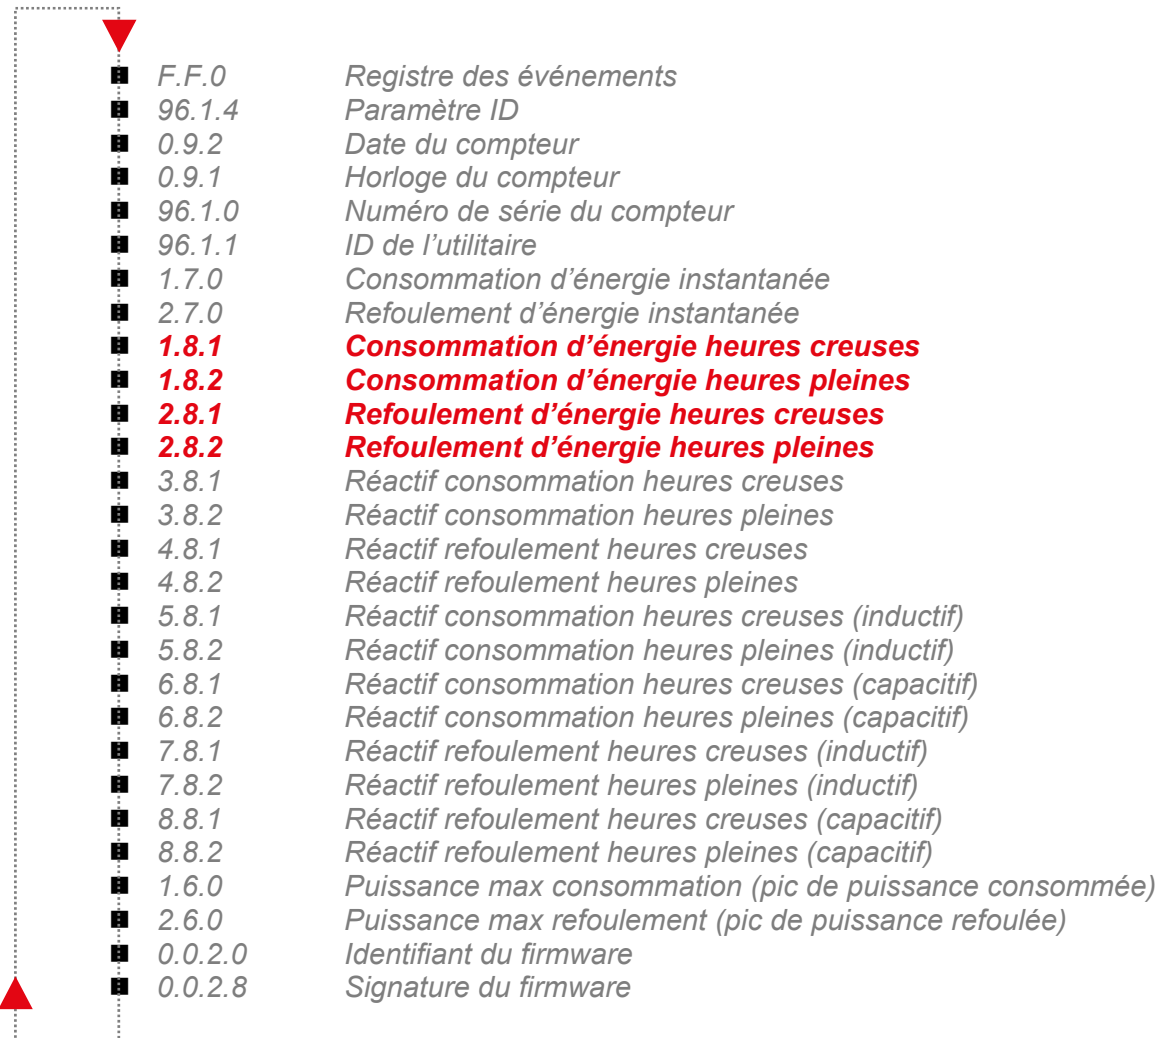 F.F.0 Registre des événements
96.1.4 Paramètre ID
0.9.2 Date du compteur
0.9.1 Horloge du compteur
96.1.0 Numéro de série du compteur
96.1.1 ID de l’utilitaire
1.7.0 Consommation d’énergie instantanée
2.7.0 Refoulement d’énergie instantanée
1.8.1 Consommation d’énergie heures creuses
1.8.2 Consommation d’énergie heures pleines
2.8.1 Refoulement d’énergie heures creuses
2.8.2 Refoulement d’énergie heures pleines
3.8.1 Réactif consommation heures creuses
3.8.2 Réactif consommation heures pleines
4.8.1 Réactif refoulement heures creuses
4.8.2 Réactif refoulement heures pleines
5.8.1 Réactif consommation heures creuses (inductif)
5.8.2 Réactif consommation heures pleines (inductif)
6.8.1 Réactif consommation heures creuses (capacitif)
6.8.2 Réactif consommation heures pleines (capacitif)
7.8.1 Réactif refoulement heures creuses (inductif)
7.8.2 Réactif refoulement heures pleines (inductif)
8.8.1 Réactif refoulement heures creuses (capacitif)
8.8.2 Réactif refoulement heures pleines (capacitif)
1.6.0 Puissance max consommation (pic de puissance consommée)
2.6.0 Puissance max refoulement (pic de puissance refoulée)
0.0.2.0 Identifiant du firmware
0.0.2.8 Signature du firmware